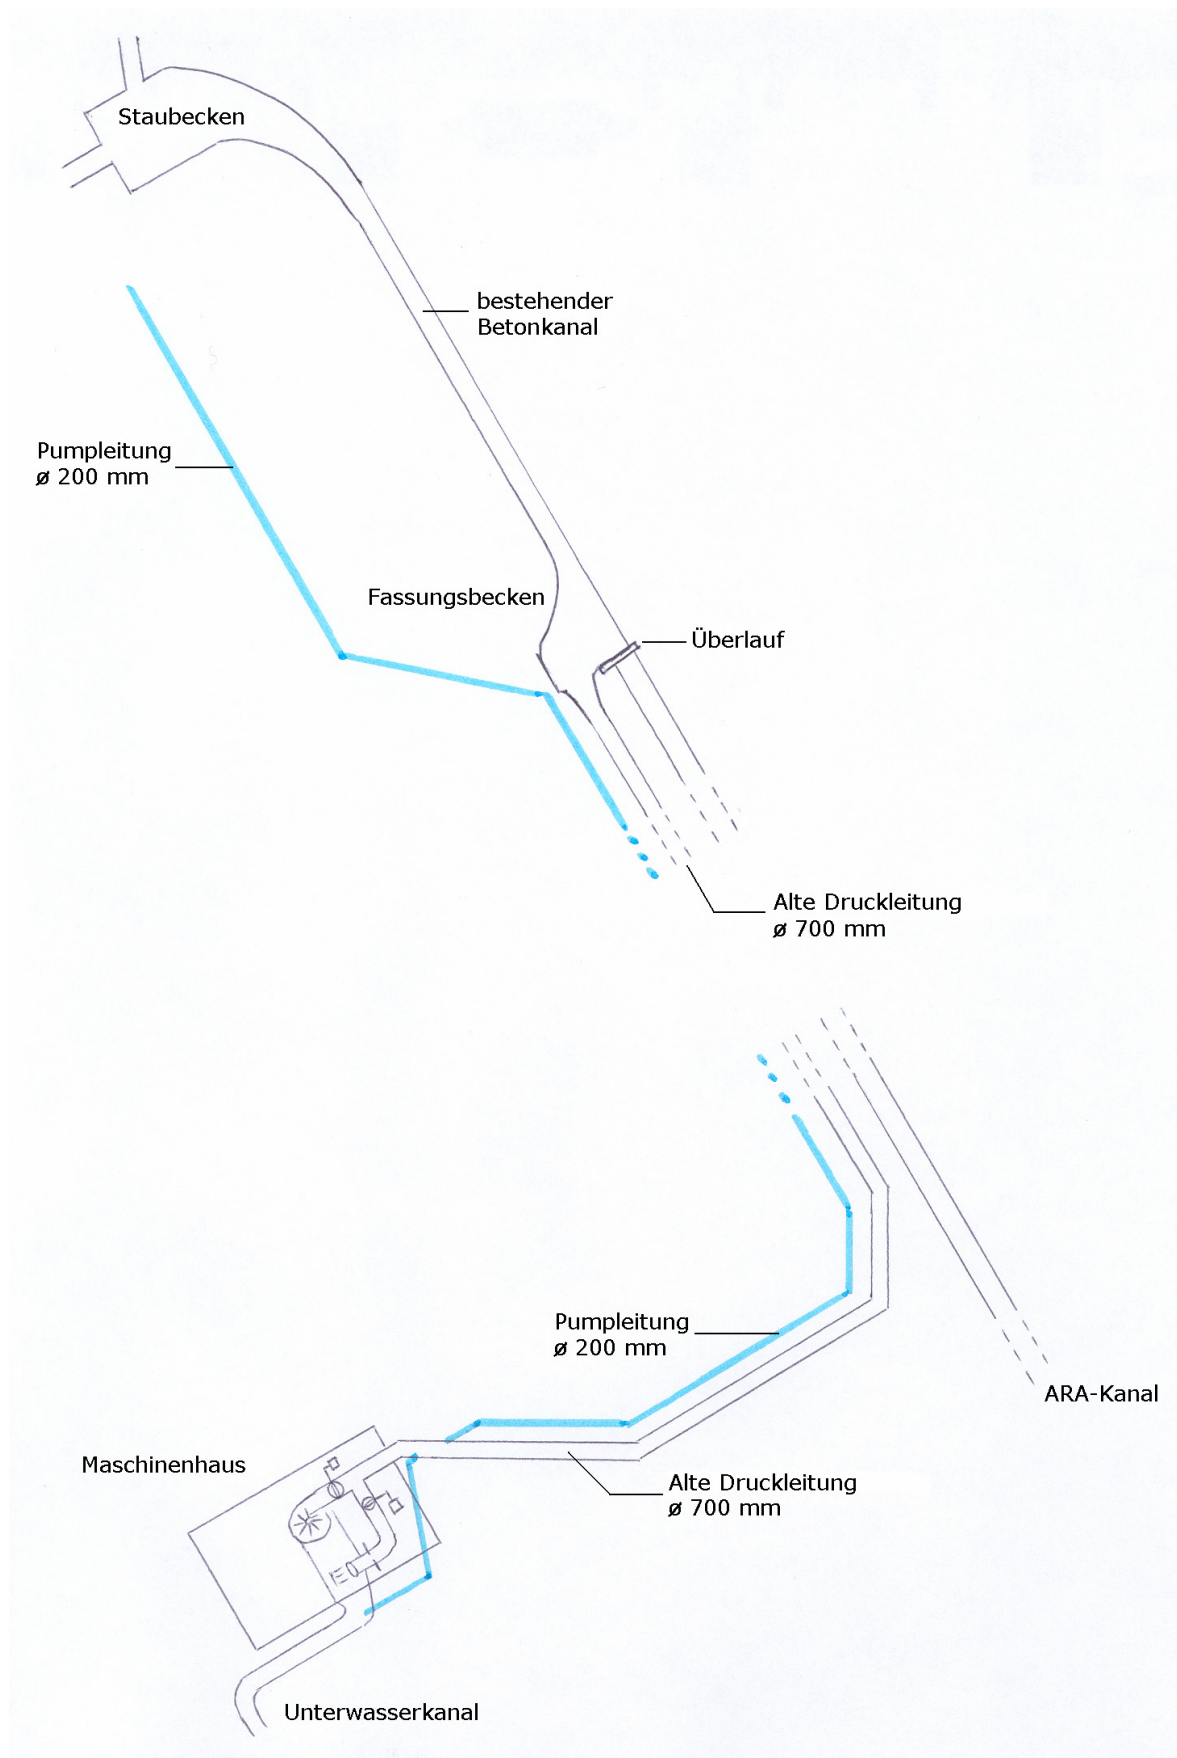 Staubecken
bestehender
Betonkanal
Pumpleitung
ø 200 mm
Fassungsbecken
Überlauf
Alte Druckleitung
ø 700 mm
Pumpleitung
ø 200 mm
ARA-Kanal
Maschinenhaus
Alte Druckleitung
ø 700 mm
Unterwasserkanal